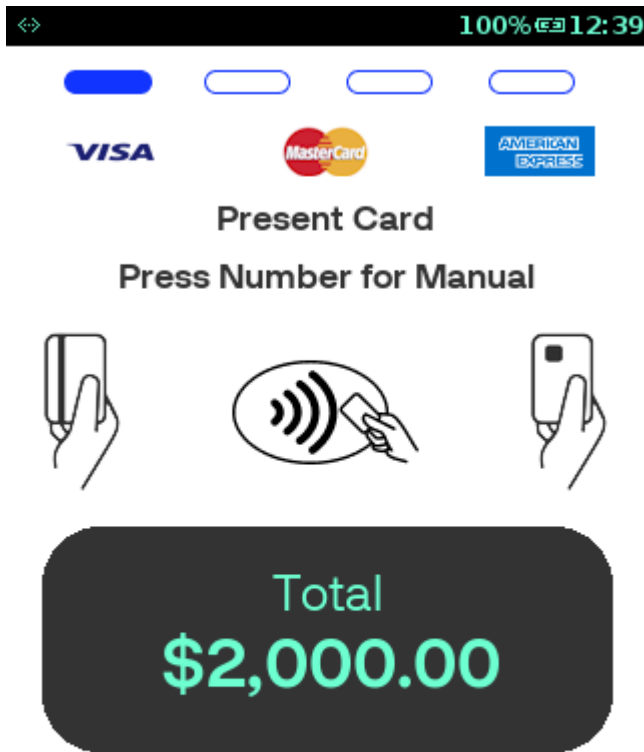 100% 12:39
VISA MasterCard AMERICAN EXPRESS
Present Card
Press Number for Manual
Total
$2,000.00